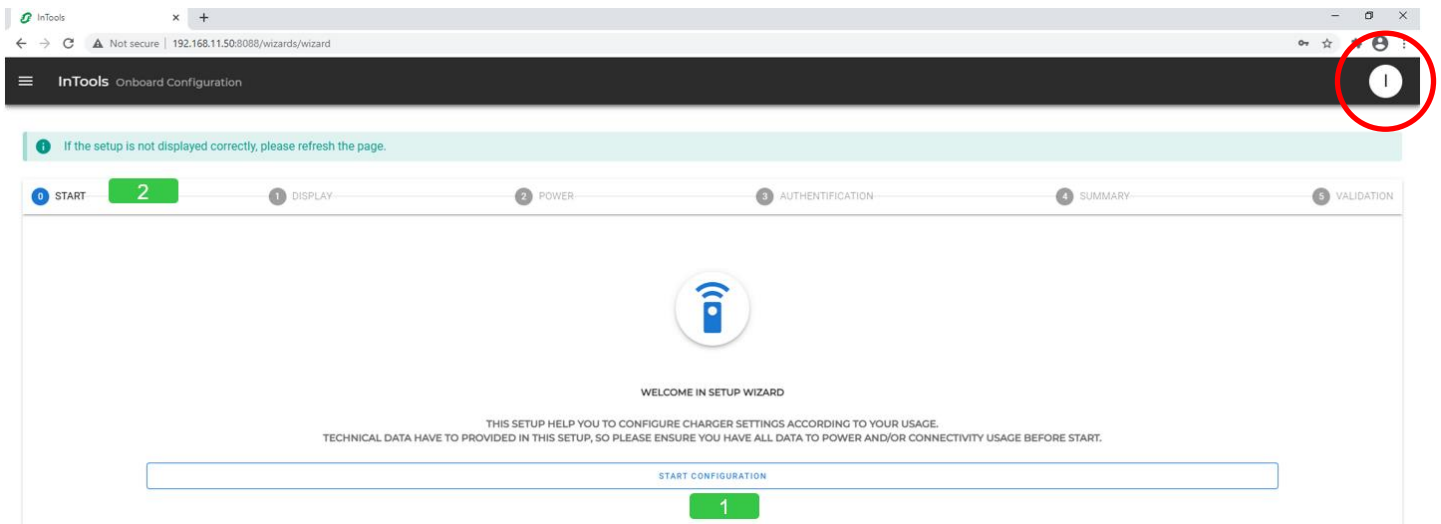 InTools
Not secure | 192.168.11.50:8088/wizards/wizard
InTools Onboard Configuration
I
If the setup is not displayed correctly, please refresh the page.
0 START 2 1 DISPLAY 2 POWER 3 AUTHENTIFICATION 4 SUMMARY 5 VALIDATION
WELCOME IN SETUP WIZARD
THIS SETUP HELP YOU TO CONFIGURE CHARGER SETTINGS ACCORDING TO YOUR USAGE.
TECHNICAL DATA HAVE TO PROVIDED IN THIS SETUP, SO PLEASE ENSURE YOU HAVE ALL DATA TO POWER AND/OR CONNECTIVITY USAGE BEFORE START.
START CONFIGURATION
1